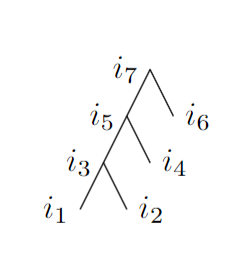 i₇
i₅ i₆
i₃ i₄
i₁ i₂